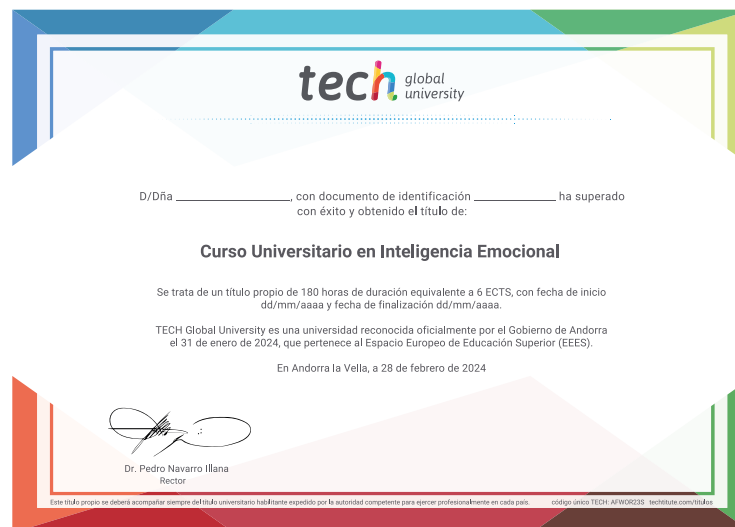 tech global university
D/Dña ____________, con documento de identificación ____________ ha superado
con éxito y obtenido el título de:
Curso Universitario en Inteligencia Emocional
Se trata de un título propio de 180 horas de duración equivalente a 6 ECTS, con fecha de inicio
dd/mm/aaaa y fecha de finalización dd/mm/aaaa.
TECH Global University es una universidad reconocida oficialmente por el Gobierno de Andorra
el 31 de enero de 2024, que pertenece al Espacio Europeo de Educación Superior (EEES).
En Andorra la Vella, a 28 de febrero de 2024
Dr. Pedro Navarro Illana
Rector
Este título propio se deberá acompañar siempre del título universitario habilitante expedido por la autoridad competente para ejercer profesionalmente en cada país. código único TECH: AFWOR23S techtitute.com/titulos